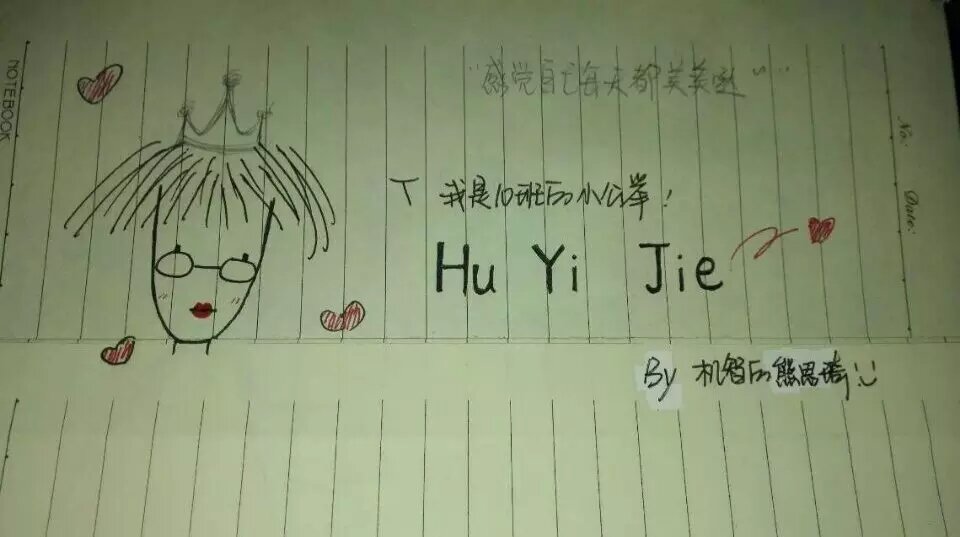 NOTEBOOK
No:
Date:
"感觉自己每天都美美哒~"
我是10班的小公举!
Hu Yi Jie
By 机智的熊思琦